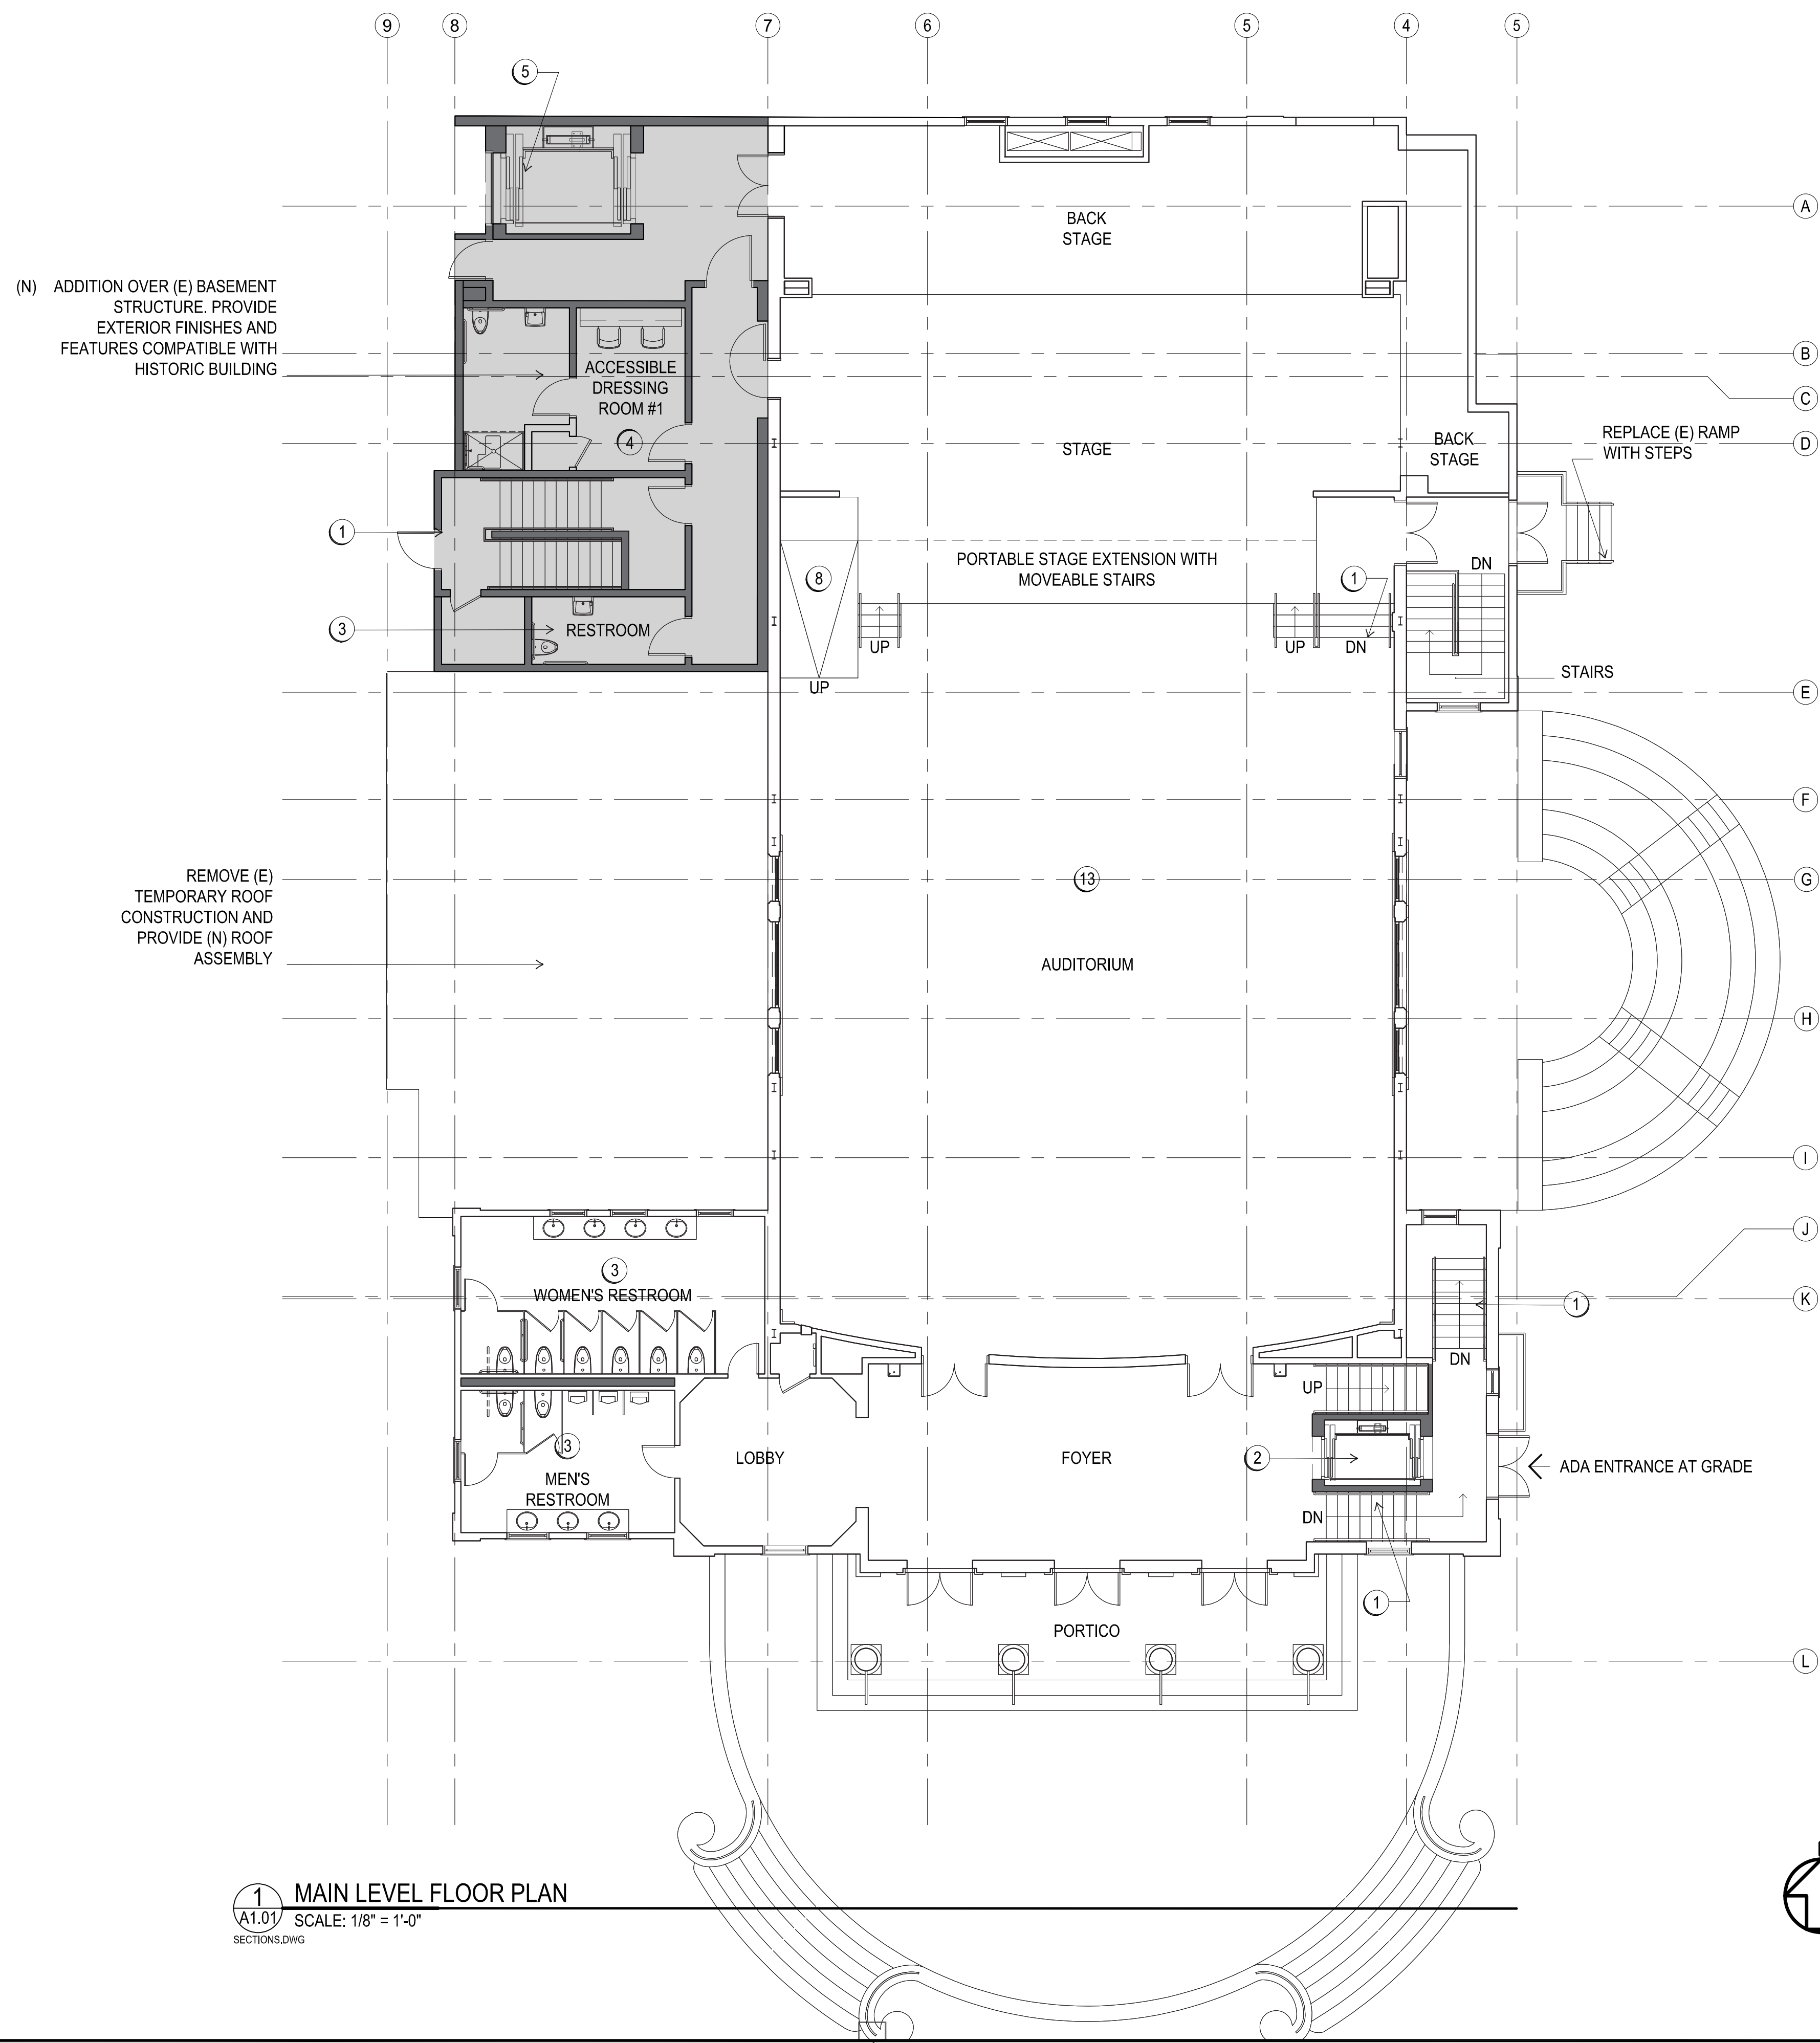 9 8 7 6 5 4 5
5
A
BACK
STAGE
(N) ADDITION OVER (E) BASEMENT
STRUCTURE. PROVIDE
EXTERIOR FINISHES AND
FEATURES COMPATIBLE WITH
HISTORIC BUILDING
B
ACCESSIBLE
DRESSING
ROOM #1
4
C
STAGE
BACK
STAGE
REPLACE (E) RAMP
WITH STEPS
D
1
PORTABLE STAGE EXTENSION WITH
MOVEABLE STAIRS
8
1
DN
3
RESTROOM
UP
UP
DN
UP
STAIRS
E
F
REMOVE (E)
TEMPORARY ROOF
CONSTRUCTION AND
PROVIDE (N) ROOF
ASSEMBLY
13
G
AUDITORIUM
H
I
J
3
WOMEN'S RESTROOM
K
1
DN
UP
3
MEN'S
RESTROOM
LOBBY
FOYER
2
ADA ENTRANCE AT GRADE
DN
1
PORTICO
L
1
A1.01
MAIN LEVEL FLOOR PLAN
SCALE: 1/8" = 1'-0"
SECTIONS.DWG